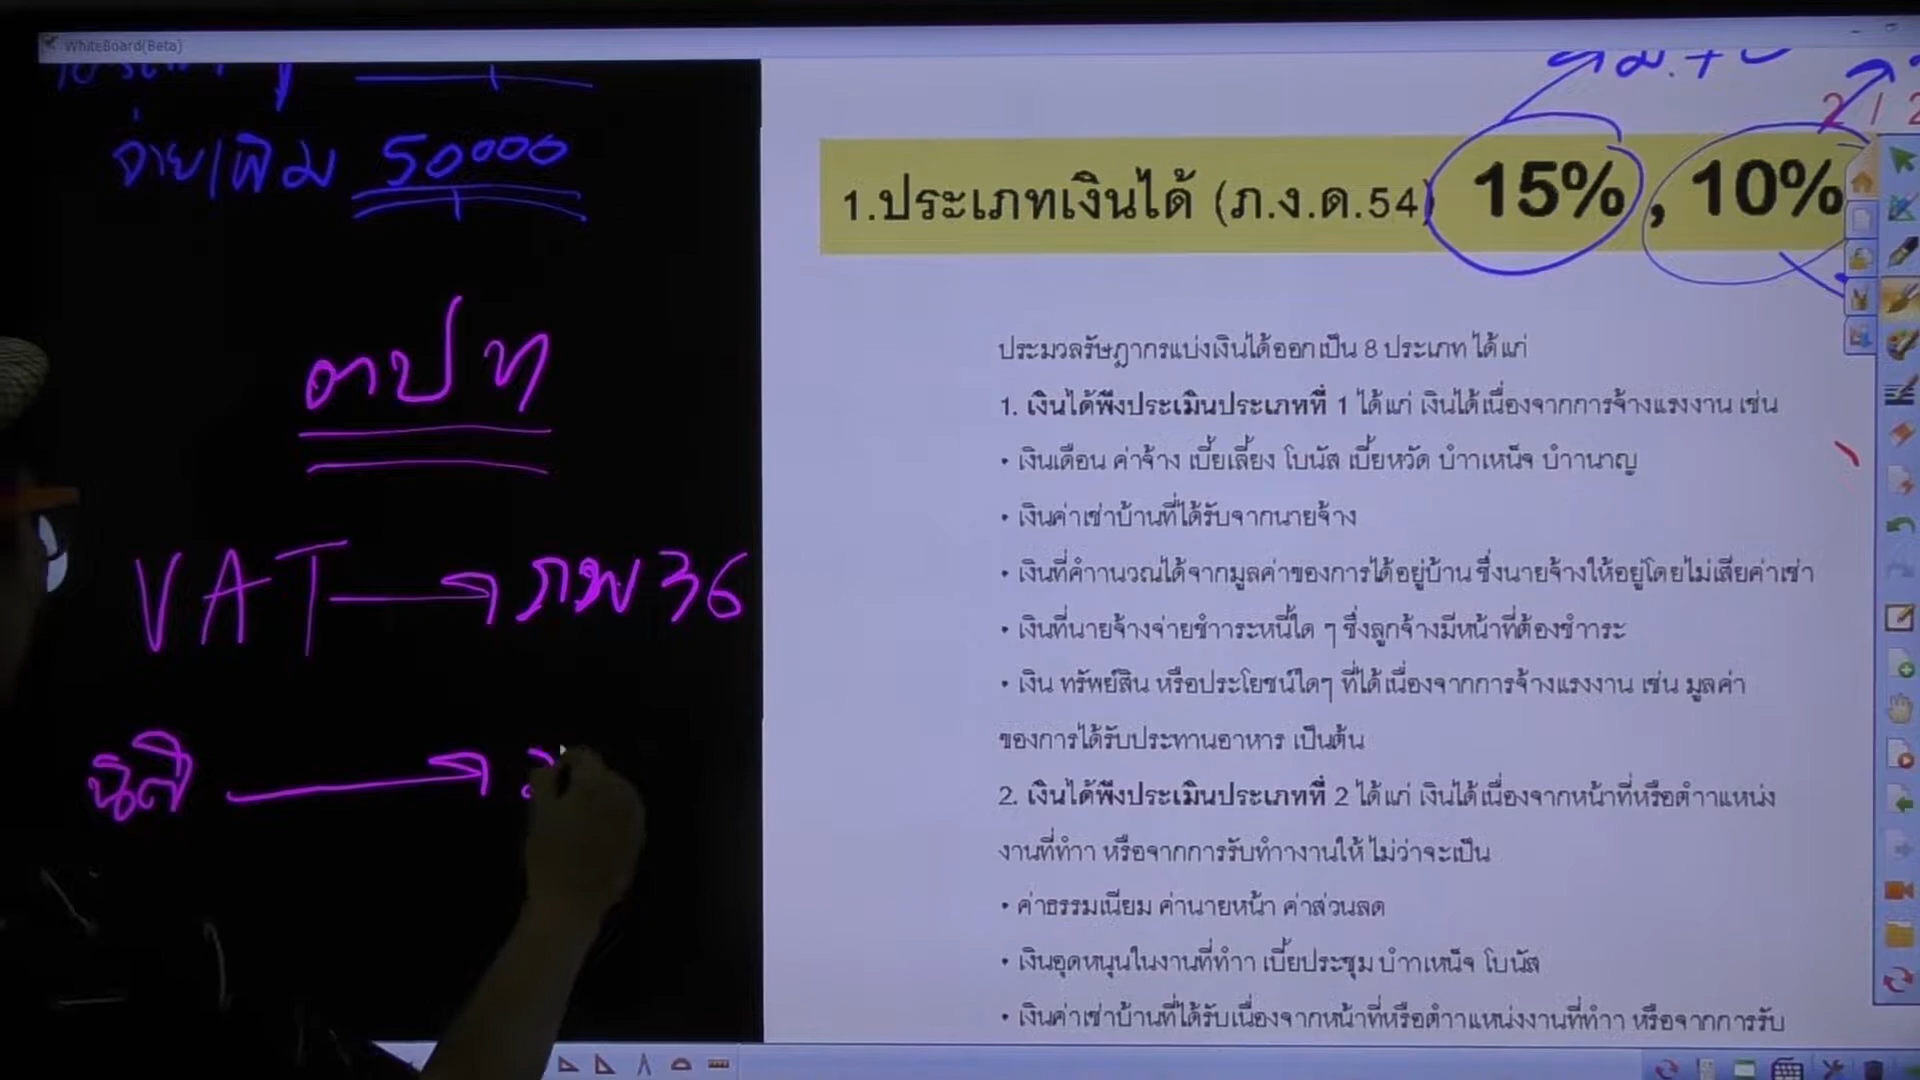 WhiteBoard(Beta)
จ่ายเพิ่ม 50000
ตปท
VAT → ภพ 36
นิติ →
2 / 2
1.ประเภทเงินได้ (ภ.ง.ด.54) 15% , 10%
ประมวลรัษฎากรแบ่งเงินได้ออกเป็น 8 ประเภท ได้แก่
1. เงินได้พึงประเมินประเภทที่ 1 ได้แก่ เงินได้เนื่องจากการจ้างแรงงาน เช่น
• เงินเดือน ค่าจ้าง เบี้ยเลี้ยง โบนัส เบี้ยหวัด บำาเหน็จ บำานาญ
• เงินค่าเช่าบ้านที่ได้รับจากนายจ้าง
• เงินที่คำานวณได้จากมูลค่าของการได้อยู่บ้าน ซึ่งนายจ้างให้อยู่โดยไม่เสียค่าเช่า
• เงินที่นายจ้างจ่ายชำาระหนี้ใด ๆ ซึ่งลูกจ้างมีหน้าที่ต้องชำาระ
• เงิน ทรัพย์สิน หรือประโยชน์ใดๆ ที่ได้เนื่องจากการจ้างแรงงาน เช่น มูลค่า
ของการได้รับประทานอาหาร เป็นต้น
2. เงินได้พึงประเมินประเภทที่ 2 ได้แก่ เงินได้เนื่องจากหน้าที่หรือตำาแหน่ง
งานที่ทำา หรือจากการรับทำางานให้ ไม่ว่าจะเป็น
• ค่าธรรมเนียม ค่านายหน้า ค่าส่วนลด
• เงินอุดหนุนในงานที่ทำา เบี้ยประชุม บำาเหน็จ โบนัส
• เงินค่าเช่าบ้านที่ได้รับเนื่องจากหน้าที่หรือตำาแหน่งงานที่ทำา หรือจากการรับ